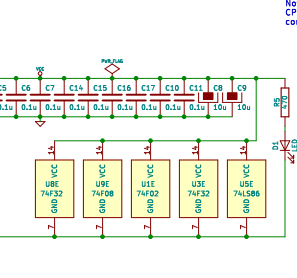 No
CP
con
VCC
PWR_FLAG
C5 C6 C7 C14 C15 C16 C17 C10 C11 C8 C9
0.1u 0.1u 0.1u 0.1u 0.1u 0.1u 0.1u 0.1u 10u 10u
R5
470
D1
LED
14 14 14 14 14
VCC VCC VCC VCC VCC
U8E U9E U1E U3E U5E
74F32 74F08 74F02 74F32 74LS86
GND GND GND GND GND
7 7 7 7 7